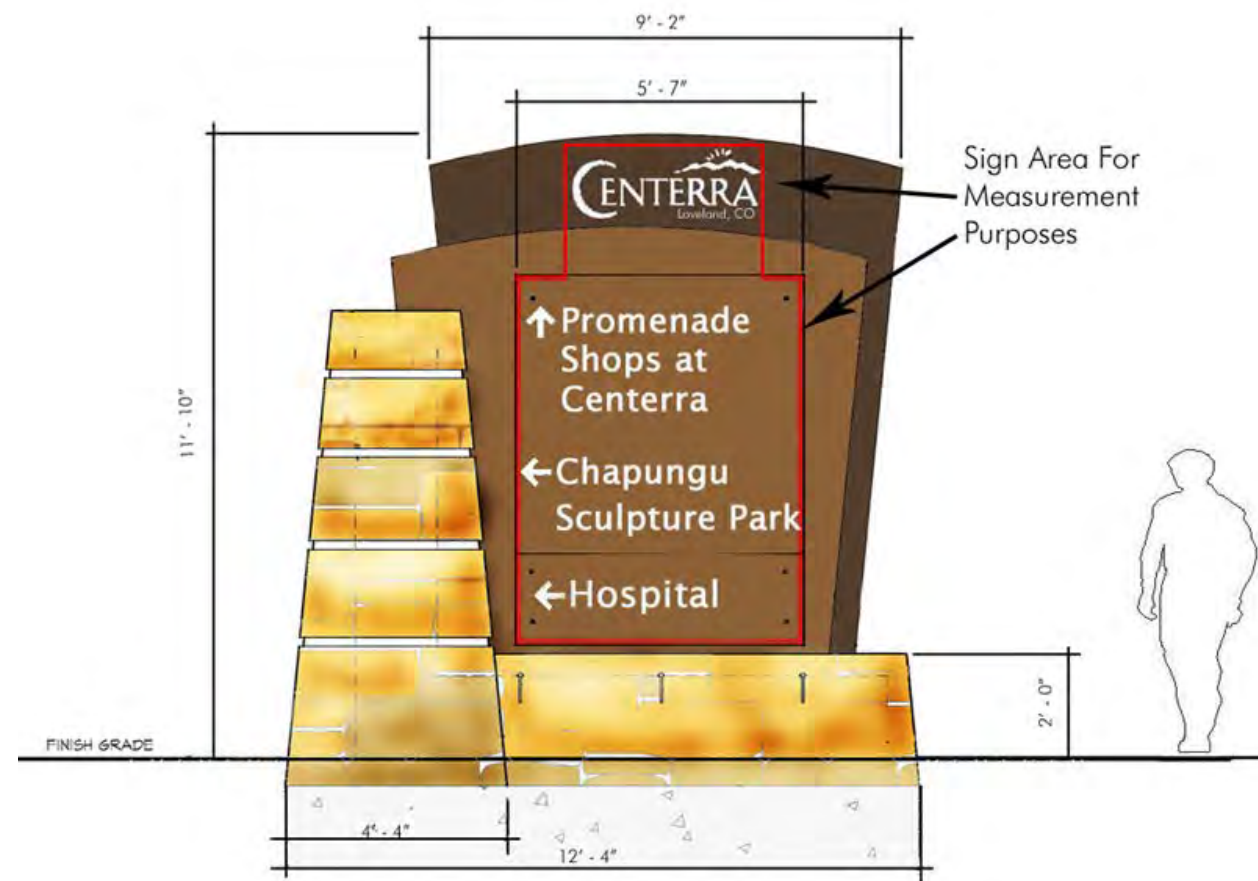 9' - 2"
5' - 7"
Sign Area For
Measurement
Purposes
CENTERRA
Loveland, CO
↑ Promenade
Shops at
Centerra
← Chapungu
Sculpture Park
← Hospital
11' - 10"
2' - 0"
FINISH GRADE
4' - 4"
12' - 4"